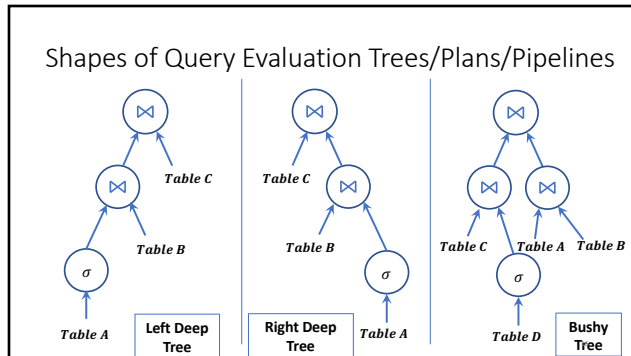 Shapes of Query Evaluation Trees/Plans/Pipelines
⋈
Table C
⋈
Table B
σ
Table A
Left Deep
Tree
⋈
Table C
⋈
Table B
σ
Table A
Right Deep
Tree
⋈
⋈ ⋈
Table C Table A Table B
σ
Table D
Bushy
Tree